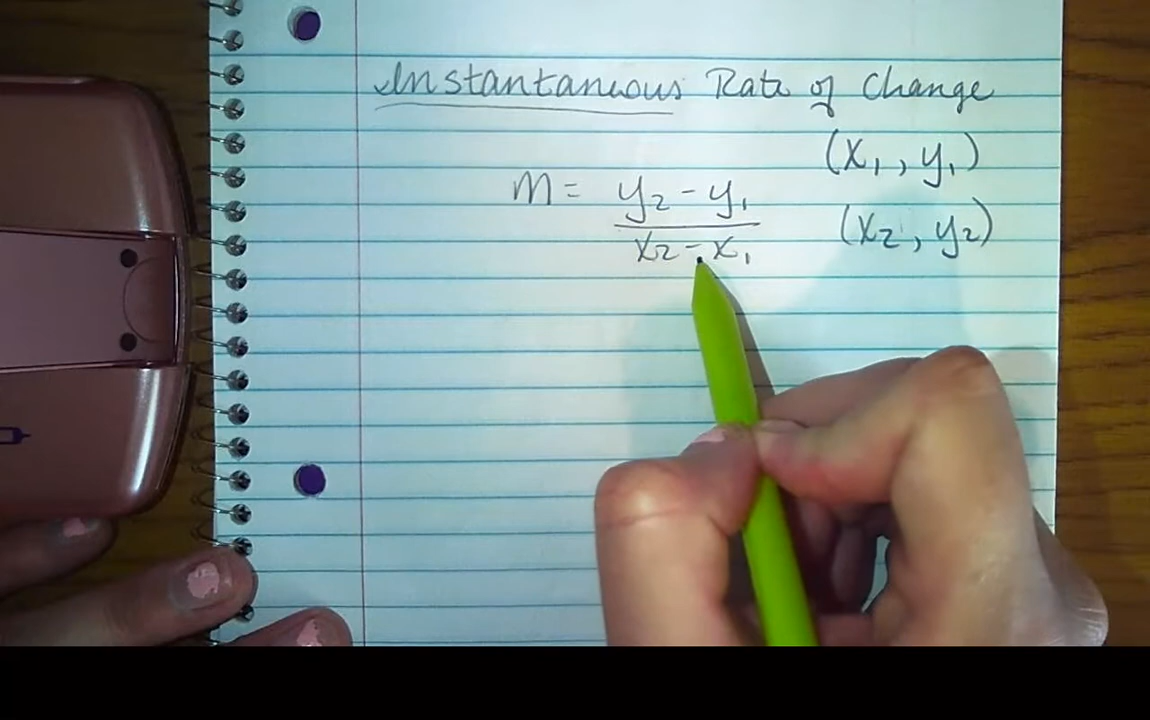 Instantaneous Rate of Change
(x₁, y₁)
m = y₂ - y₁
x₂ - x₁
(x₂, y₂)